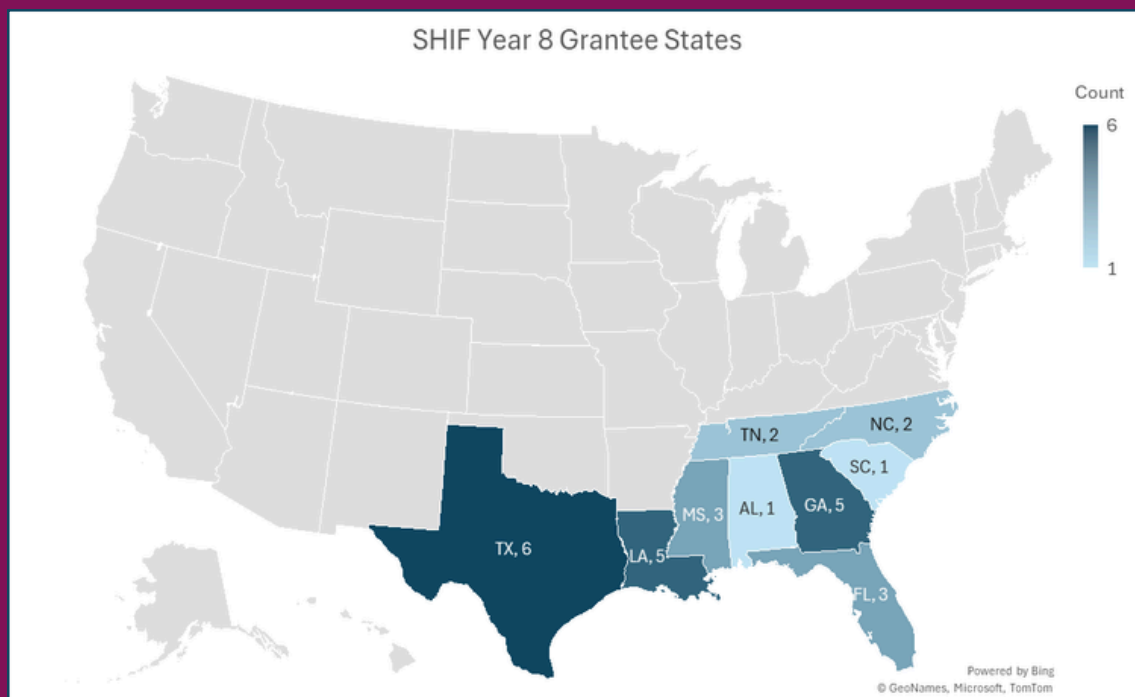 SHIF Year 8 Grantee States
Count
6
1
TN, 2
NC, 2
SC, 1
MS, 3
AL, 1
GA, 5
TX, 6
LA, 5
FL, 3
Powered by Bing
© GeoNames, Microsoft, TomTom